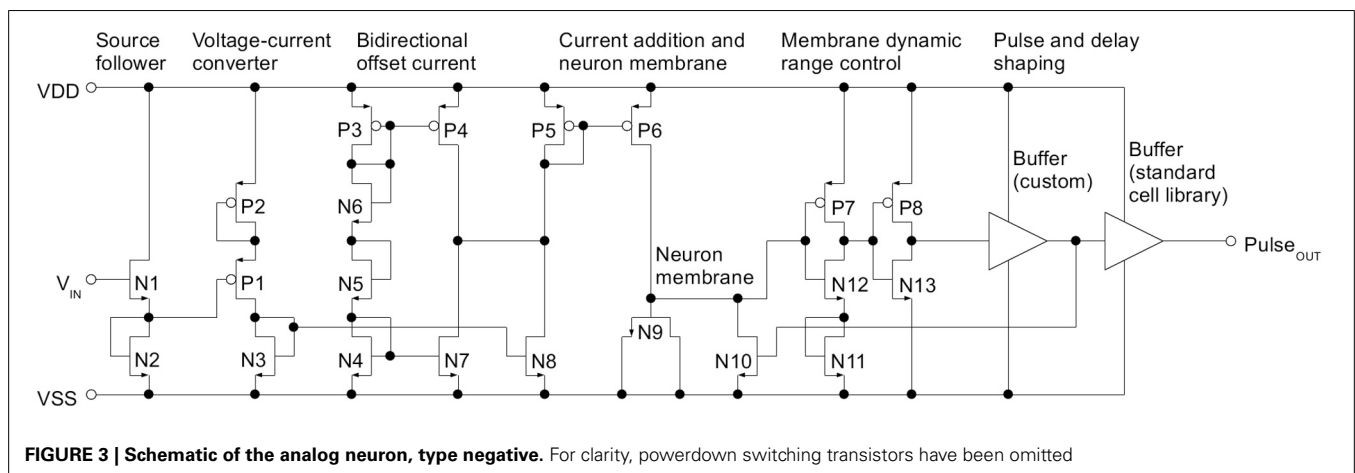 Source
follower
Voltage-current
converter
Bidirectional
offset current
Current addition and
neuron membrane
Membrane dynamic
range control
Pulse and delay
shaping
VDD
P3
P4
P5
P6
Buffer
(custom)
Buffer
(standard
cell library)
P2
N6
P7
P8
V_IN
N1
P1
N5
Neuron
membrane
N12
N13
Pulse_OUT
N2
N3
N4
N7
N8
N9
N10
N11
VSS
FIGURE 3 | Schematic of the analog neuron, type negative. For clarity, powerdown switching transistors have been omitted